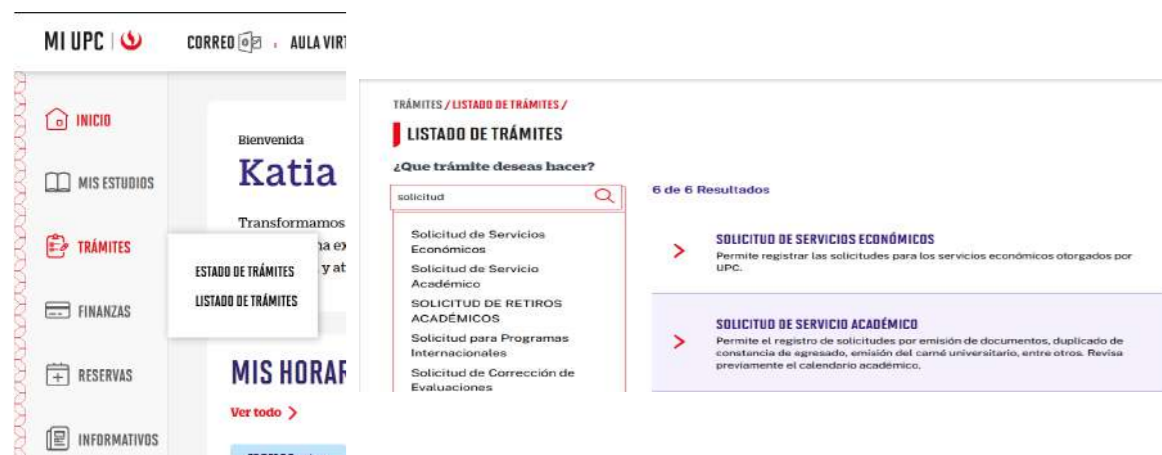 MI UPC
CORREO
AULA VIRT
INICIO
MIS ESTUDIOS
TRÁMITES
FINANZAS
RESERVAS
INFORMATIVOS
Bienvenida
Katia
Transformamos
na ex
y at
ESTADO DE TRÁMITES
LISTADO DE TRÁMITES
MIS HORAR
Ver todo
TRÁMITES / LISTADO DE TRÁMITES /
LISTADO DE TRÁMITES
¿Que trámite deseas hacer?
solicitud
Solicitud de Servicios
Económicos
Solicitud de Servicio
Académico
SOLICITUD DE RETIROS
ACADÉMICOS
Solicitud para Programas
Internacionales
Solicitud de Corrección de
Evaluaciones
6 de 6 Resultados
SOLICITUD DE SERVICIOS ECONÓMICOS
Permite registrar las solicitudes para los servicios económicos otorgados por
UPC.
SOLICITUD DE SERVICIO ACADÉMICO
Permite el registro de solicitudes por emisión de documentos, duplicado de
constancia de egresado, emisión del carné universitario, entre otros. Revisa
previamente el calendario académico.